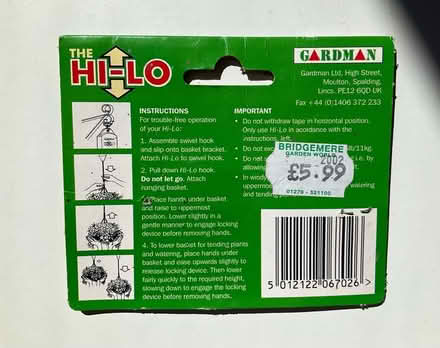 THE
HI-LO
GARDMAN
Gardman Ltd, High Street,
Moulton, Spalding,
Lincs. PE12 6QD UK
Fax +44 (0)1406 372 233
INSTRUCTIONS
For trouble-free operation
of your Hi-Lo:
1. Assemble swivel hook
and slip onto basket bracket.
Attach Hi-Lo to swivel hook.
2. Pull down Hi-Lo hook.
Do not let go. Attach
hanging basket.
Place hands under basket
and raise to uppermost
position. Lower slightly in a
gentle manner to engage locking
device before removing hands.
4. To lower basket for tending plants
and watering, place hands under
basket and ease upwards slightly to
release locking device. Then lower
fairly quickly to the required height,
slowing down to engage the locking
device before removing hands.
IMPORTANT
• Do not withdraw tape in horizontal position.
Only use Hi-Lo in acordance with the
instructions, left.
• Do not /11kg.
• Do not i.e. by
allowing
• In windy
watering
and tending
BRIDGEMERE
GARDEN WORLD
2002
£5.99
01270 - 521100
5 012122 067026 >